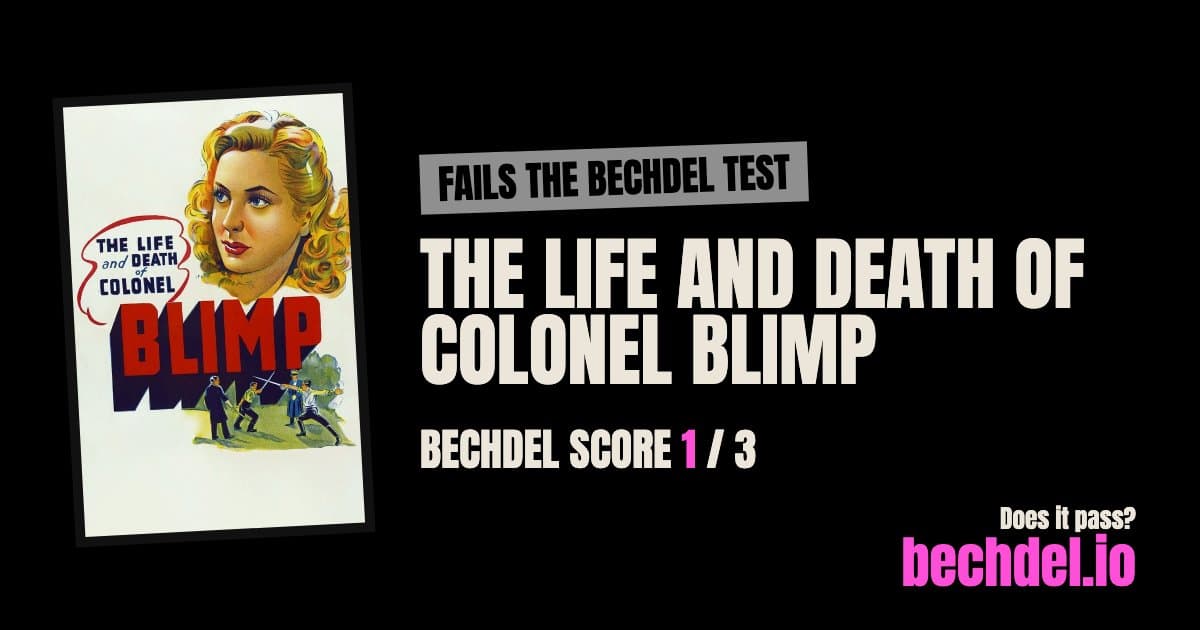 THE LIFE
and DEATH
of
COLONEL
BLIMP
FAILS THE BECHDEL TEST
THE LIFE AND DEATH OF
COLONEL BLIMP
BECHDEL SCORE 1 / 3
Does it pass?
bechdel.io